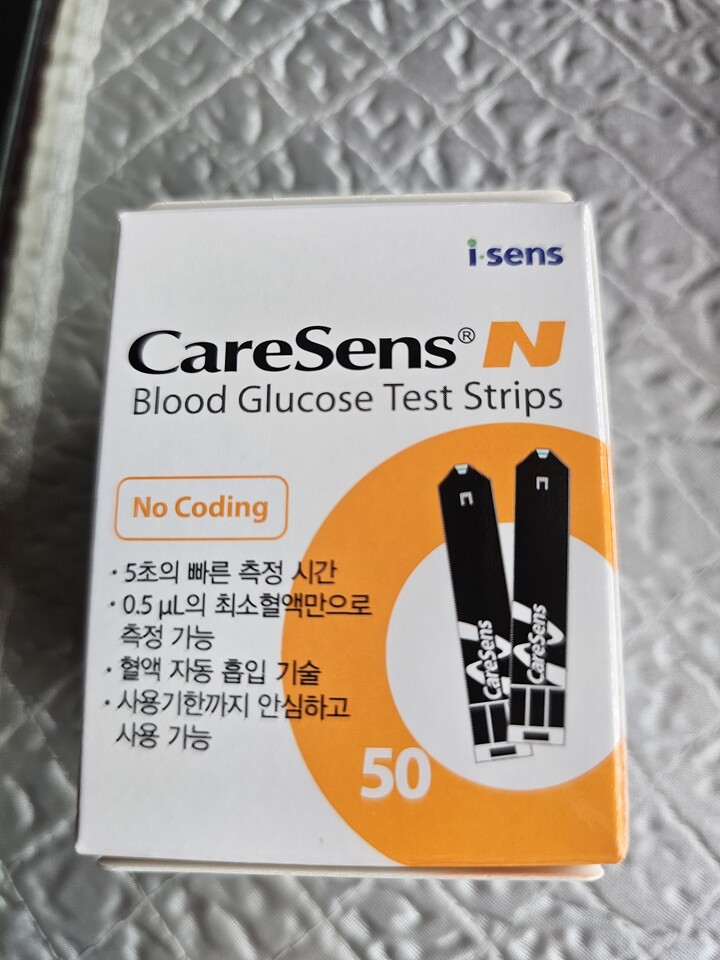 i·sens
CareSens® N
Blood Glucose Test Strips
No Coding
· 5초의 빠른 측정 시간
· 0.5 µL의 최소혈액만으로
측정 가능
· 혈액 자동 흡입 기술
· 사용기한까지 안심하고
사용 가능
50
CareSens
CareSens